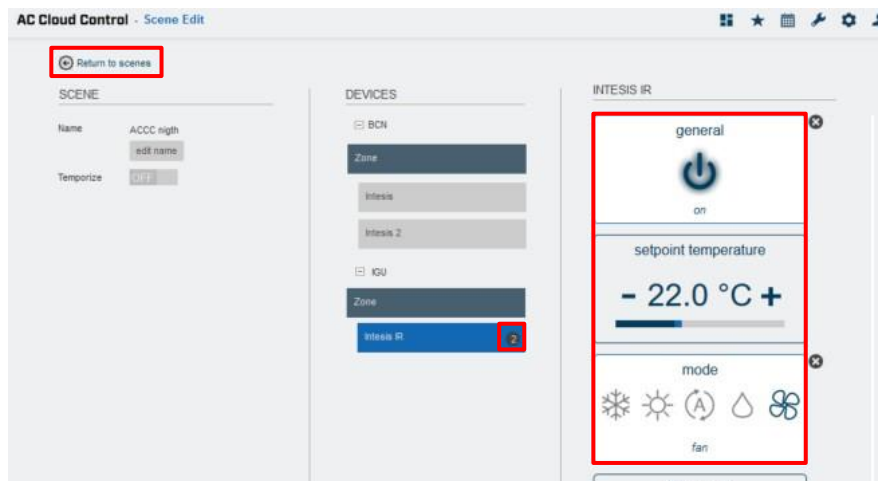 AC Cloud Control - Scene Edit
Return to scenes
SCENE
Name ACCC nigth
edit name
Temporize OFF
DEVICES
BCN
Zone
Intesis
Intesis 2
IGU
Zone
Intesis IR 2
INTESIS IR
general
on
setpoint temperature
- 22.0 °C +
mode
A
fan